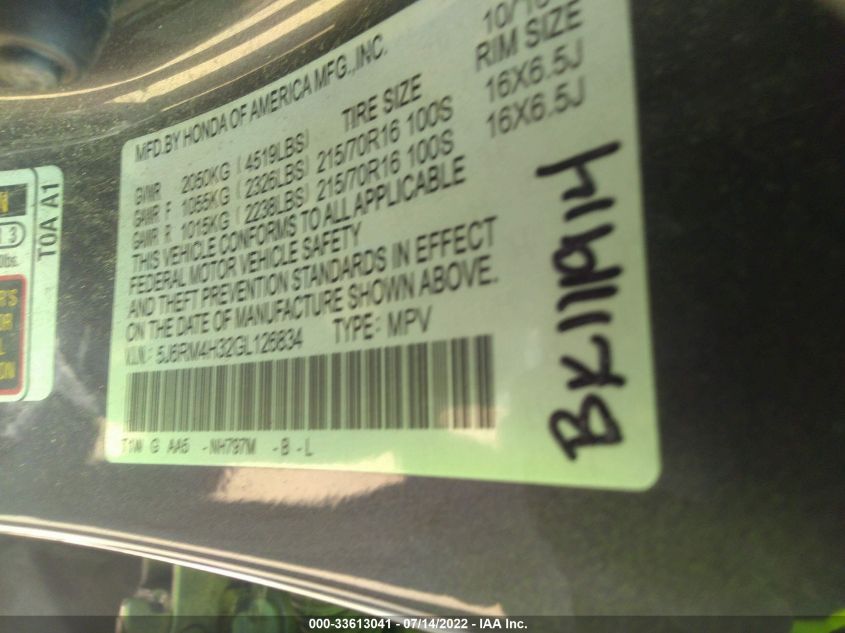 MFD.BY HONDA OF AMERICA MFG.,INC.
TIRE SIZE RIM SIZE
GVWR 2050KG (4519LBS)
GAWR F 1055KG (2326LBS) 215/70R16 100S 16X6.5J
GAWR R 1015KG (2238LBS) 215/70R16 100S 16X6.5J
THIS VEHICLE CONFORMS TO ALL APPLICABLE
FEDERAL MOTOR VEHICLE SAFETY
AND THEFT PREVENTION STANDARDS IN EFFECT
ON THE DATE OF MANUFACTURE SHOWN ABOVE.
V.I.N.: 5J6RM4H32GL126834 TYPE: MPV
T1W G AA5 -NH797M -B -L
BK111914
T0A A1
000-33613041 - 07/14/2022 - IAA Inc.